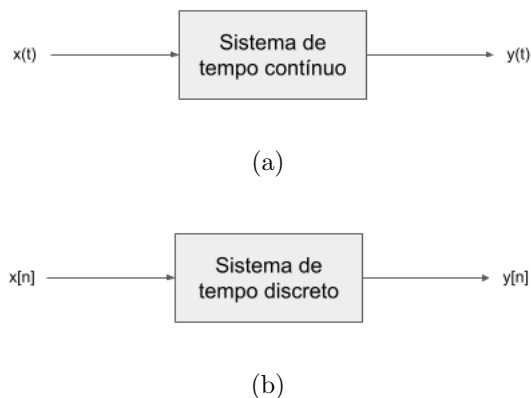 x(t)
Sistema de
tempo contínuo
y(t)
(a)
x[n]
Sistema de
tempo discreto
y[n]
(b)